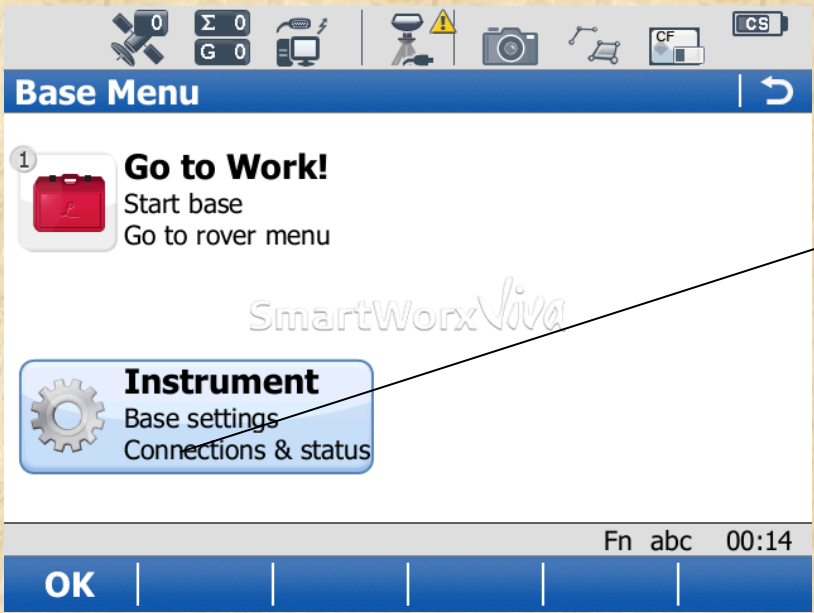 0
Σ 0
G 0
CF
CS
Base Menu
1
Go to Work!
Start base
Go to rover menu
SmartWorx Viva
Instrument
Base settings
Connections & status
Fn abc 00:14
OK